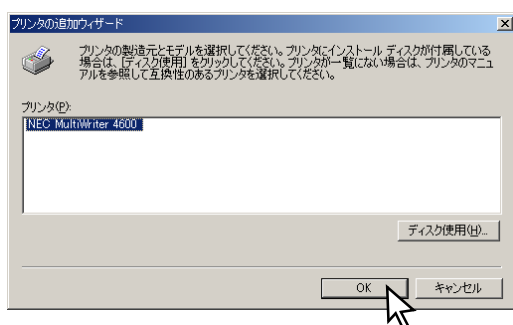 プリンタの追加ウィザード
プリンタの製造元とモデルを選択してください。プリンタにインストール ディスクが付属している
場合は、[ディスク使用] をクリックしてください。プリンタが一覧にない場合は、プリンタのマニュ
アルを参照して互換性のあるプリンタを選択してください。
プリンタ(P):
NEC MultiWriter 4600
ディスク使用(H)...
OK
キャンセル